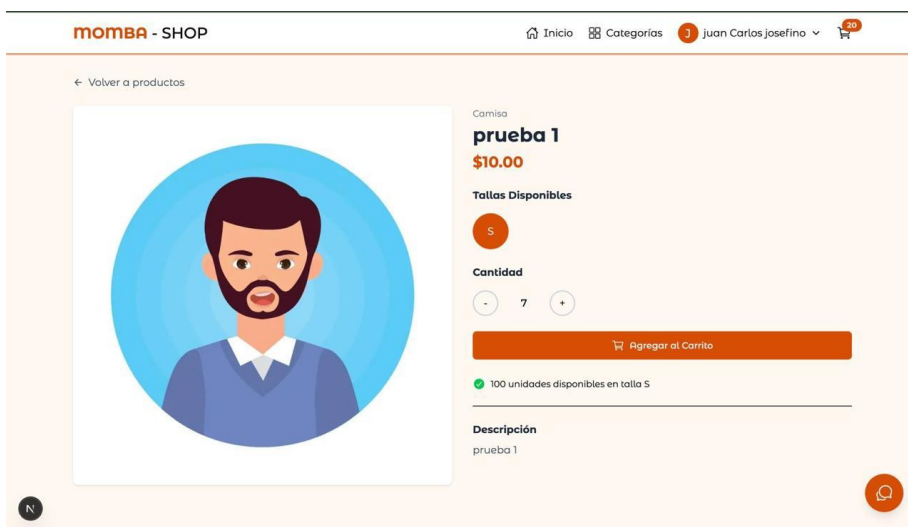 MOMBA - SHOP
Inicio
Categorías
J
juan Carlos josefino
20
← Volver a productos
Camisa
prueba 1
$10.00
Tallas Disponibles
S
Cantidad
- 7 +
Agregar al Carrito
100 unidades disponibles en talla S
Descripción
prueba 1
N